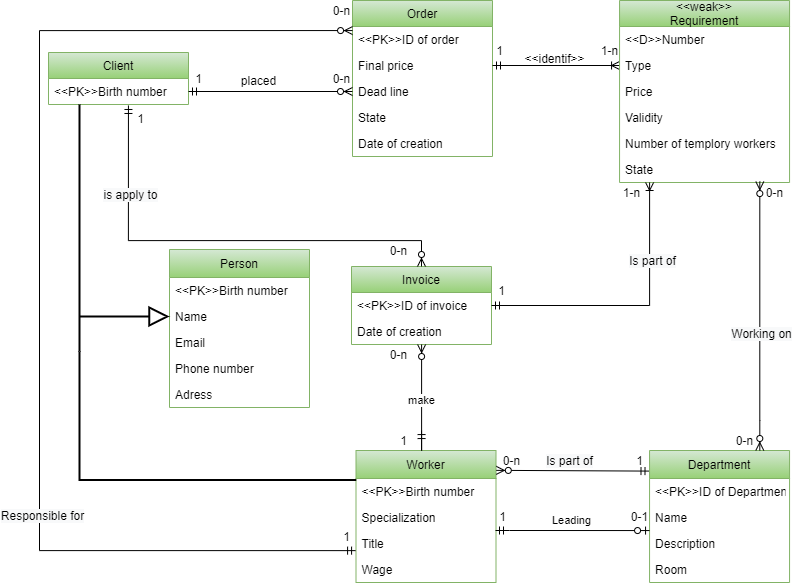 0-n
Order
<<PK>>ID of order
Final price
Dead line
State
Date of creation
<<weak>>
Requirement
<<D>>Number
Type
Price
Validity
Number of templory workers
State
1
<<identif>>
1-n
Client
<<PK>>Birth number
1
placed
0-n
1
is apply to
0-n
1-n
0-n
Is part of
1
Working on
Person
<<PK>>Birth number
Name
Email
Phone number
Adress
Invoice
<<PK>>ID of invoice
Date of creation
0-n
make
1
0-n
Worker
<<PK>>Birth number
Specialization
Title
Wage
0-n
Is part of
1
1
Leading
0-1
Department
<<PK>>ID of Departmen
Name
Description
Room
Responsible for
1